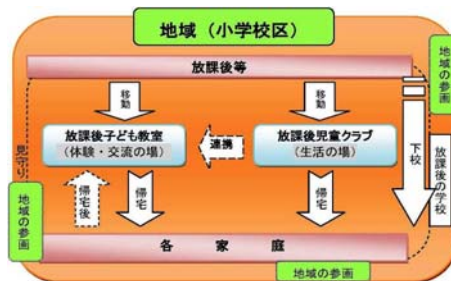 地域（小学校区）
放課後等
地域の参画
移動
移動
放課後子ども教室
（体験・交流の場）
連携
放課後児童クラブ
（生活の場）
下校
放課後の学校
見守り
地域の参画
帰宅後
帰宅
帰宅
各家庭
地域の参画